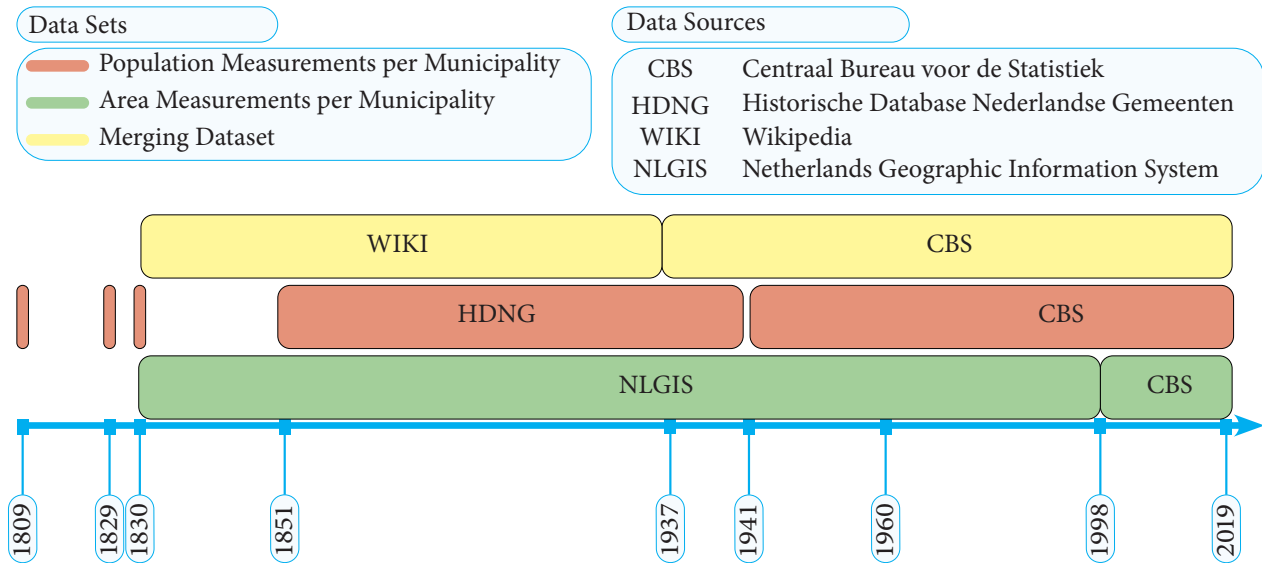 Data Sets
Population Measurements per Municipality
Area Measurements per Municipality
Merging Dataset
Data Sources
CBS Centraal Bureau voor de Statistiek
HDNG Historische Database Nederlandse Gemeenten
WIKI Wikipedia
NLGIS Netherlands Geographic Information System
WIKI CBS
HDNG CBS
NLGIS CBS
1809 1829 1830 1851 1937 1941 1960 1998 2019